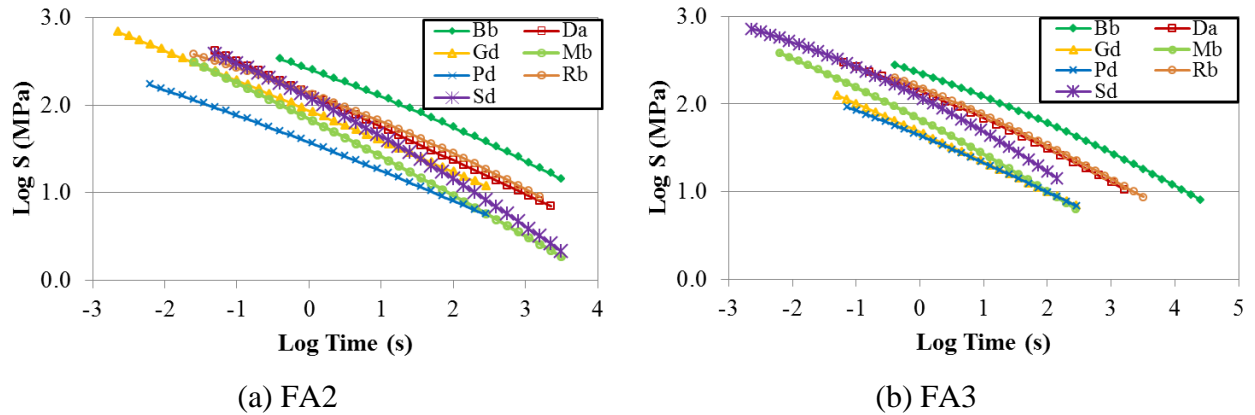 3.0
2.0
1.0
0.0
Log S (MPa)
-3 -2 -1 0 1 2 3 4
Log Time (s)
Bb Da
Gd Mb
Pd Rb
Sd
(a) FA2
3.0
2.0
1.0
0.0
Log S (MPa)
-3 -2 -1 0 1 2 3 4 5
Log Time (s)
Bb Da
Gd
Mb Rb
Pd
Sd
(b) FA3